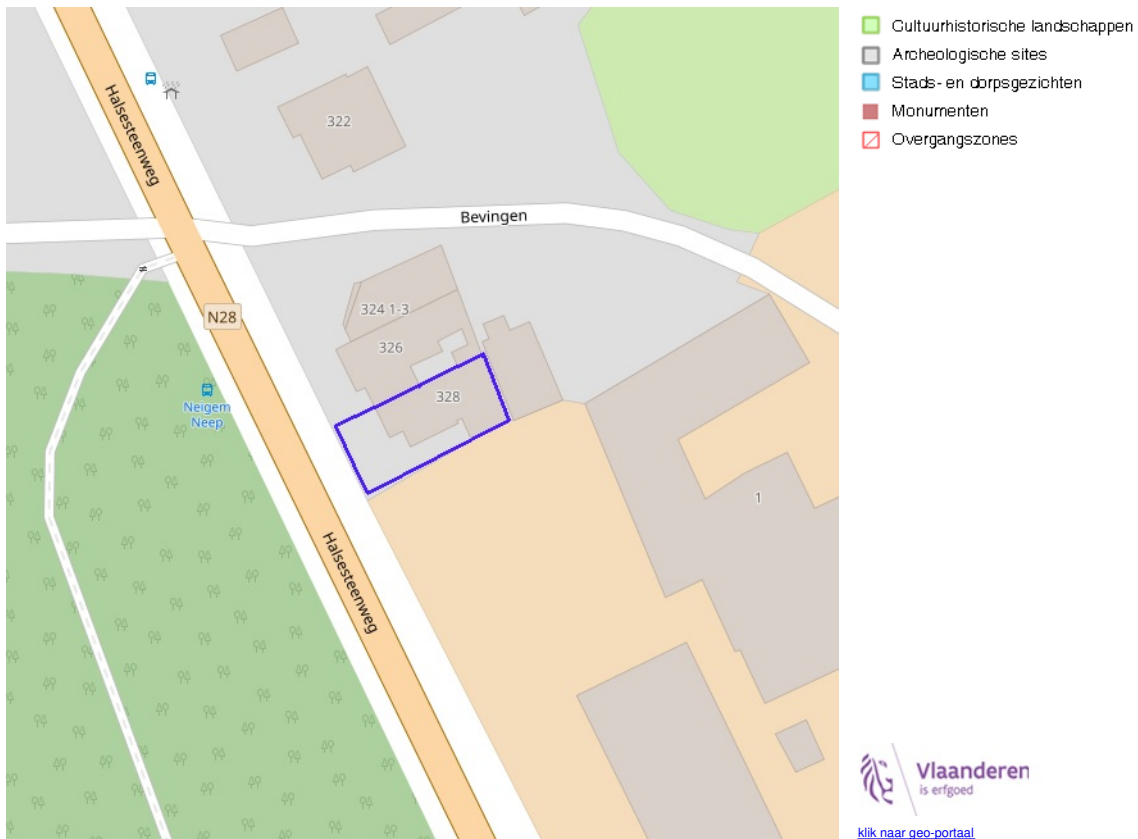 Cultuurhistorische landschappen
Archeologische sites
Stads- en dorpsgezichten
Monumenten
Overgangszones
Halsesteenweg
322
Bevingen
N28
324 1-3
326
328
Neigem
Neep
1
Halsesteenweg
Vlaanderen
is erfgoed
klik naar geo-portaal